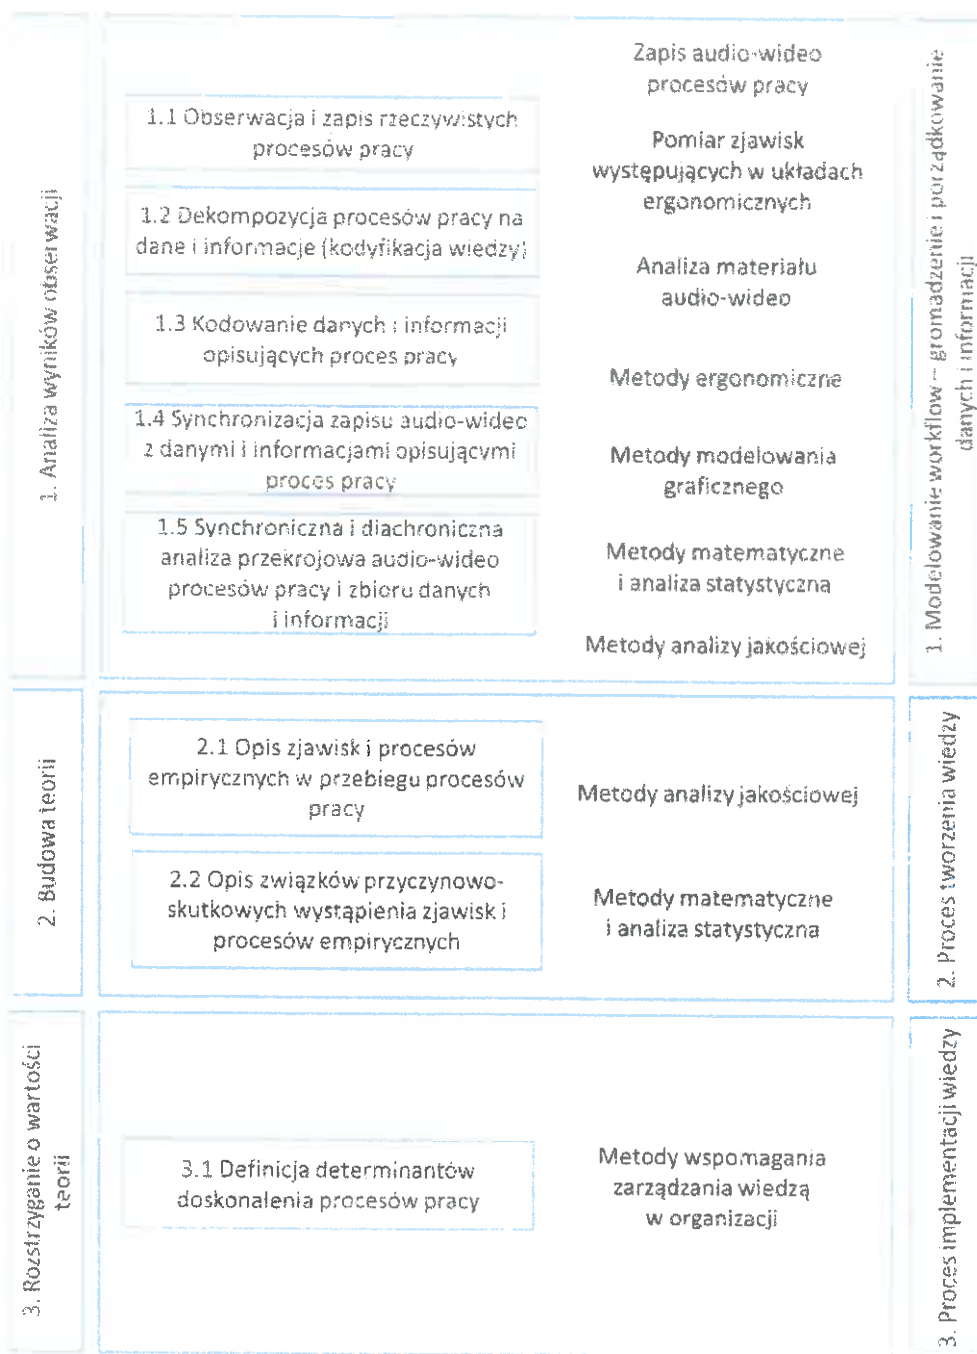 1. Analiza wyników obserwacji
1.1 Obserwacja i zapis rzeczywistych
procesów pracy
1.2 Dekompozycja procesów pracy na
dane i informacje (kodyfikacja wiedzy)
1.3 Kodowanie danych i informacji
opisujących proces pracy
1.4 Synchronizacja zapisu audio-wideo
z danymi i informacjami opisującymi
proces pracy
1.5 Synchroniczna i diachroniczna
analiza przekrojowa audio-wideo
procesów pracy i zbioru danych
i informacji
Zapis audio-wideo
procesów pracy
Pomiar zjawisk
występujących w układach
ergonomicznych
Analiza materiału
audio-wideo
Metody ergonomiczne
Metody modelowania
graficznego
Metody matematyczne
i analiza statystyczna
Metody analizy jakościowej
1. Modelowanie workflow – gromadzenie i porządkowanie
danych i informacji
2. Budowa teorii
2.1 Opis zjawisk i procesów
empirycznych w przebiegu procesów
pracy
2.2 Opis związków przyczynowo-
skutkowych wystąpienia zjawisk i
procesów empirycznych
Metody analizy jakościowej
Metody matematyczne
i analiza statystyczna
2. Proces tworzenia wiedzy
3. Rozstrzyganie o wartości
teorii
3.1 Definicja determinantów
doskonalenia procesów pracy
Metody wspomagania
zarządzania wiedzą
w organizacji
3. Proces implementacji wiedzy